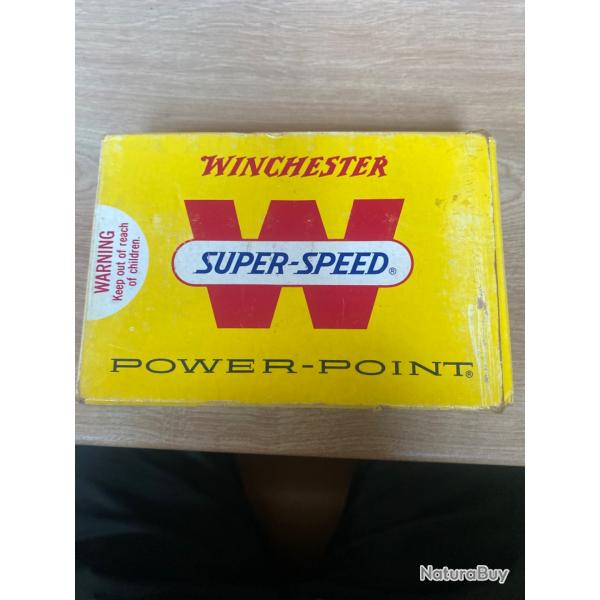 WINCHESTER
SUPER-SPEED®
POWER-POINT®
WARNING
Keep out of reach
of children.
NaturaBuy